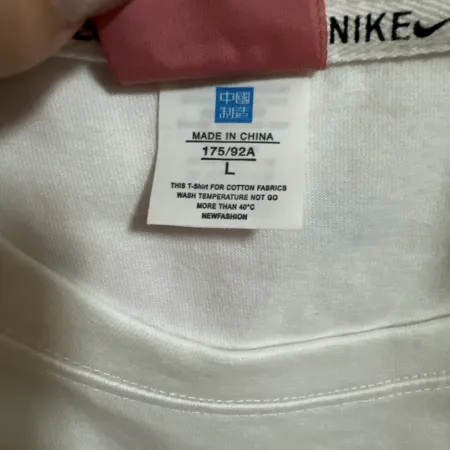 NIKE
中國
制造
MADE IN CHINA
175/92A
L
THIS T-Shirt FOR COTTON FABRICS
WASH TEMPERATURE NOT GO
MORE THAN 40°C
NEWFASHION